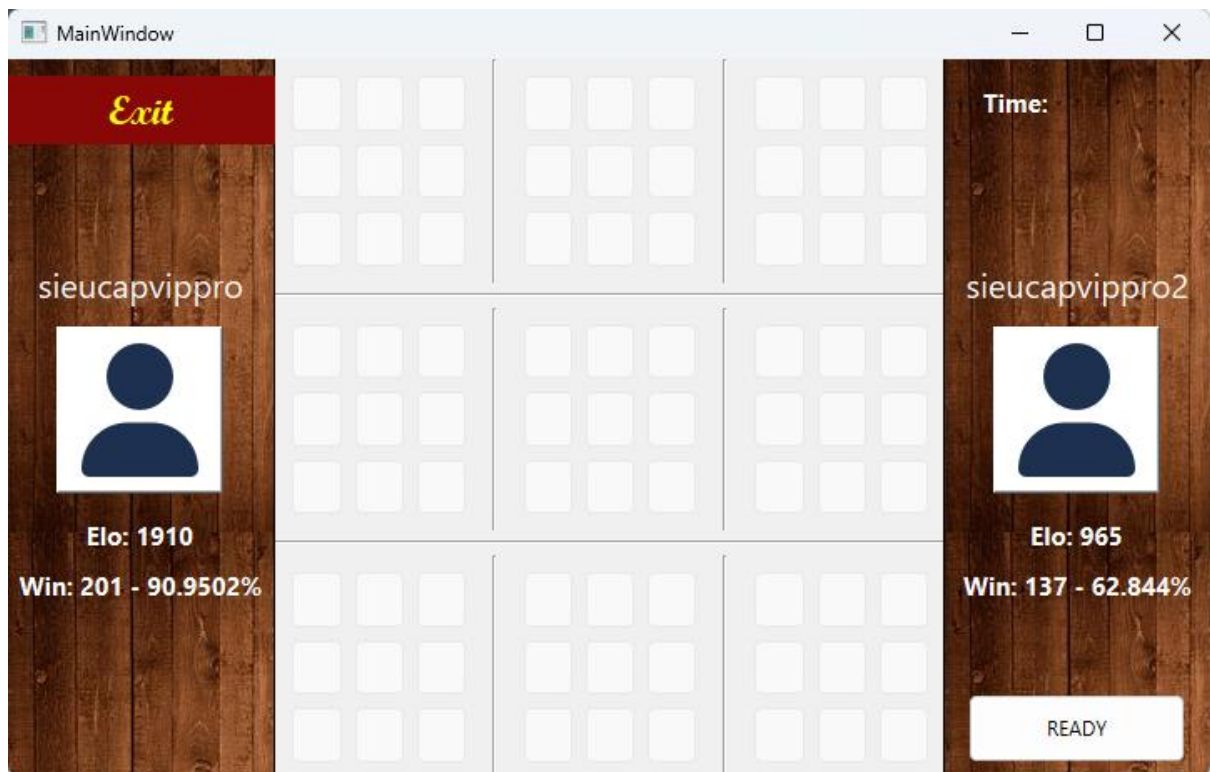 MainWindow
Exit
Time:
sieucapvippro
sieucapvippro2
Elo: 1910
Elo: 965
Win: 201 - 90.9502%
Win: 137 - 62.844%
READY